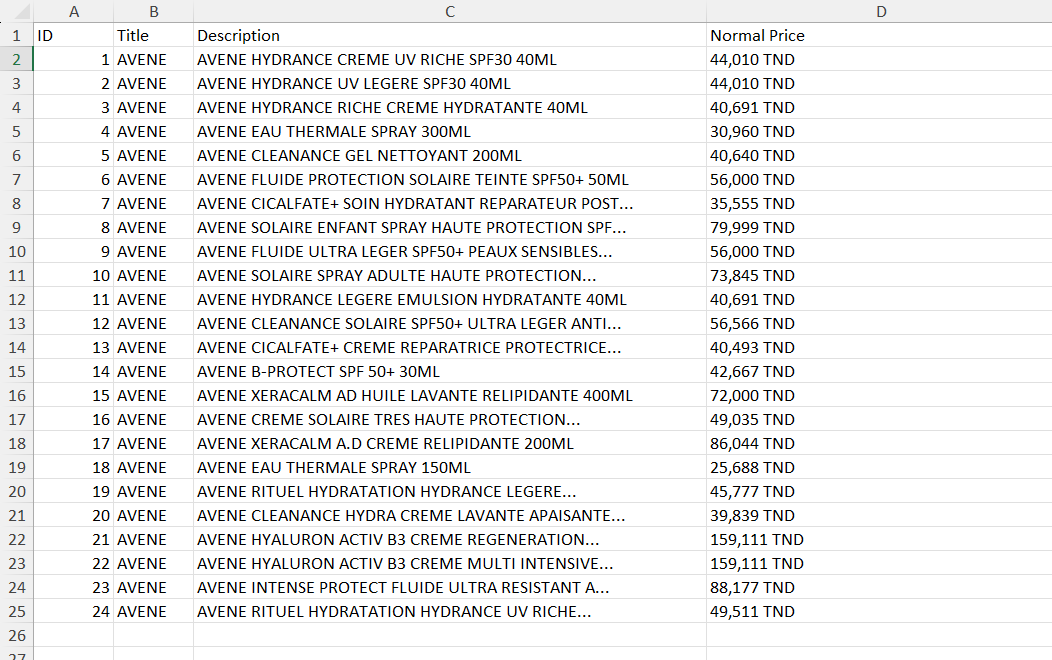 A B C D
1 ID Title Description Normal Price
2 1 AVENE AVENE HYDRANCE CREME UV RICHE SPF30 40ML 44,010 TND
3 2 AVENE AVENE HYDRANCE UV LEGERE SPF30 40ML 44,010 TND
4 3 AVENE AVENE HYDRANCE RICHE CREME HYDRATANTE 40ML 40,691 TND
5 4 AVENE AVENE EAU THERMALE SPRAY 300ML 30,960 TND
6 5 AVENE AVENE CLEANANCE GEL NETTOYANT 200ML 40,640 TND
7 6 AVENE AVENE FLUIDE PROTECTION SOLAIRE TEINTE SPF50+ 50ML 56,000 TND
8 7 AVENE AVENE CICALFATE+ SOIN HYDRATANT REPARATEUR POST... 35,555 TND
9 8 AVENE AVENE SOLAIRE ENFANT SPRAY HAUTE PROTECTION SPF... 79,999 TND
10 9 AVENE AVENE FLUIDE ULTRA LEGER SPF50+ PEAUX SENSIBLES... 56,000 TND
11 10 AVENE AVENE SOLAIRE SPRAY ADULTE HAUTE PROTECTION... 73,845 TND
12 11 AVENE AVENE HYDRANCE LEGERE EMULSION HYDRATANTE 40ML 40,691 TND
13 12 AVENE AVENE CLEANANCE SOLAIRE SPF50+ ULTRA LEGER ANTI... 56,566 TND
14 13 AVENE AVENE CICALFATE+ CREME REPARATRICE PROTECTRICE... 40,493 TND
15 14 AVENE AVENE B-PROTECT SPF 50+ 30ML 42,667 TND
16 15 AVENE AVENE XERACALM AD HUILE LAVANTE RELIPIDANTE 400ML 72,000 TND
17 16 AVENE AVENE CREME SOLAIRE TRES HAUTE PROTECTION... 49,035 TND
18 17 AVENE AVENE XERACALM A.D CREME RELIPIDANTE 200ML 86,044 TND
19 18 AVENE AVENE EAU THERMALE SPRAY 150ML 25,688 TND
20 19 AVENE AVENE RITUEL HYDRATATION HYDRANCE LEGERE... 45,777 TND
21 20 AVENE AVENE CLEANANCE HYDRA CREME LAVANTE APAISANTE... 39,839 TND
22 21 AVENE AVENE HYALURON ACTIV B3 CREME REGENERATION... 159,111 TND
23 22 AVENE AVENE HYALURON ACTIV B3 CREME MULTI INTENSIVE... 159,111 TND
24 23 AVENE AVENE INTENSE PROTECT FLUIDE ULTRA RESISTANT A... 88,177 TND
25 24 AVENE AVENE RITUEL HYDRATATION HYDRANCE UV RICHE... 49,511 TND
26
27